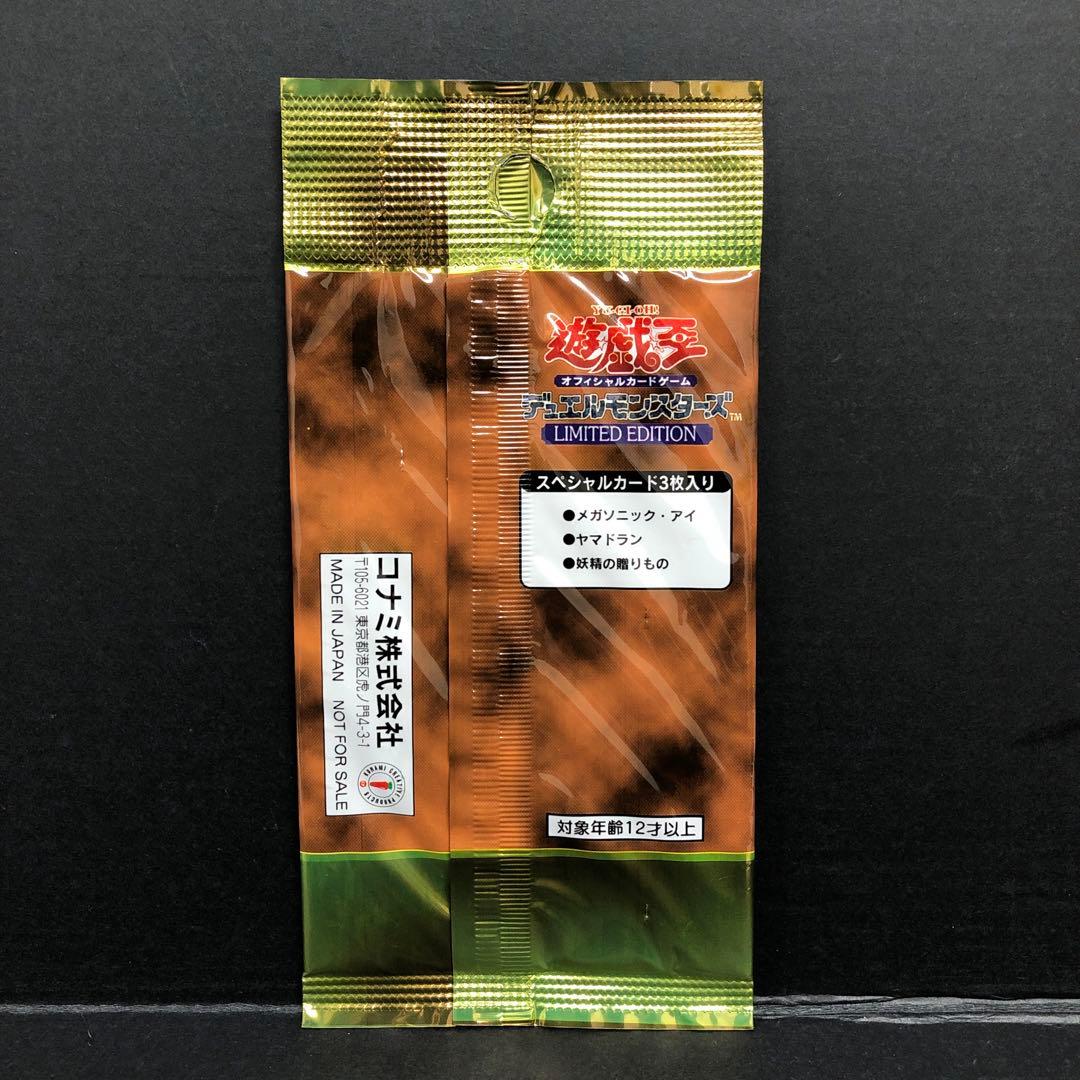 YU-GI-OH!
遊戯王
オフィシャルカードゲーム
デュエルモンスターズ™
LIMITED EDITION
スペシャルカード3枚入り
●メガソニック・アイ
●ヤマドラン
●妖精の贈りもの
対象年齢12才以上
コナミ株式会社
〒105-6021 東京都港区虎ノ門4-3-1
MADE IN JAPAN NOT FOR SALE
KONAMI CREATIVE PRODUCTS